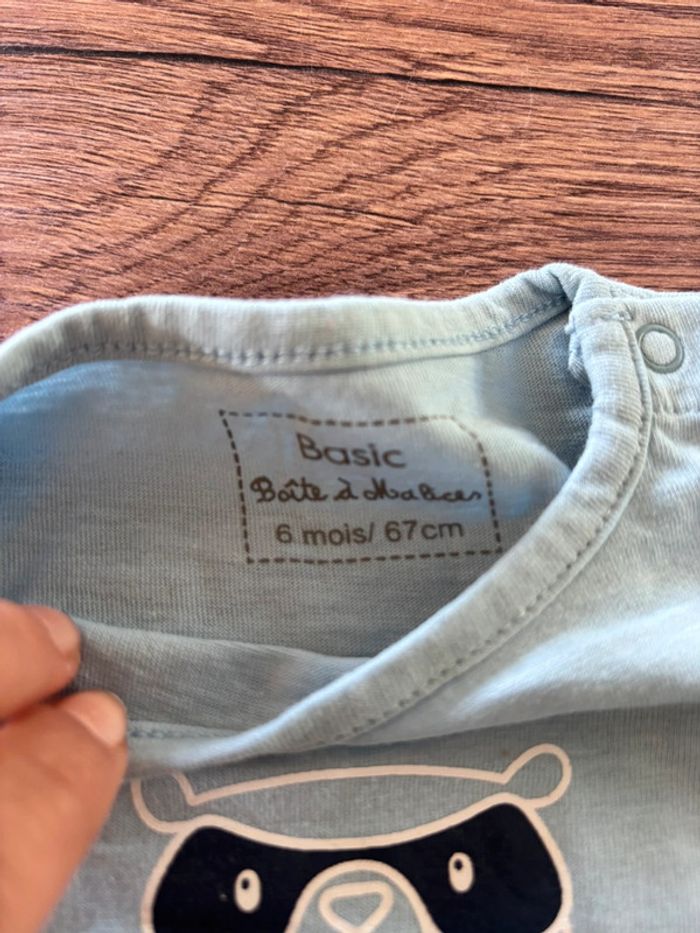 Basic
Boîte à Malices
6 mois/ 67cm